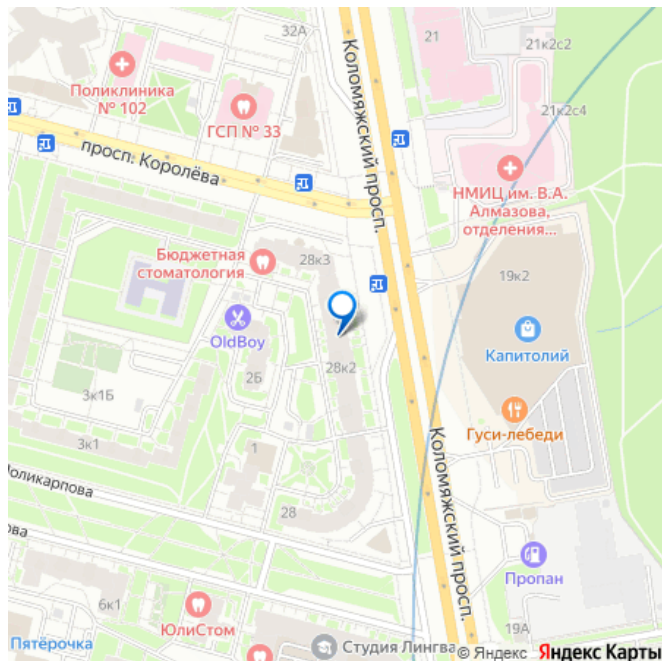 32А
21
21к2с2
Поликлиника
№ 102
ГСП № 33
21к2с4
Коломяжский просп.
просп. Королёва
НМИЦ им. В.А.
Алмазова,
отделения...
Бюджетная
стоматология
28к3
19к2
OldBoy
Капитолий
2Б
28к2
3к1Б
Гуси-лебеди
3к1
1
Коломяжский просп.
Поликарпова
28
ова
Пропан
6к1
ЮлиСтом
19А
Пятёрочка
Студия Лингва
© Яндекс Яндекс Карты